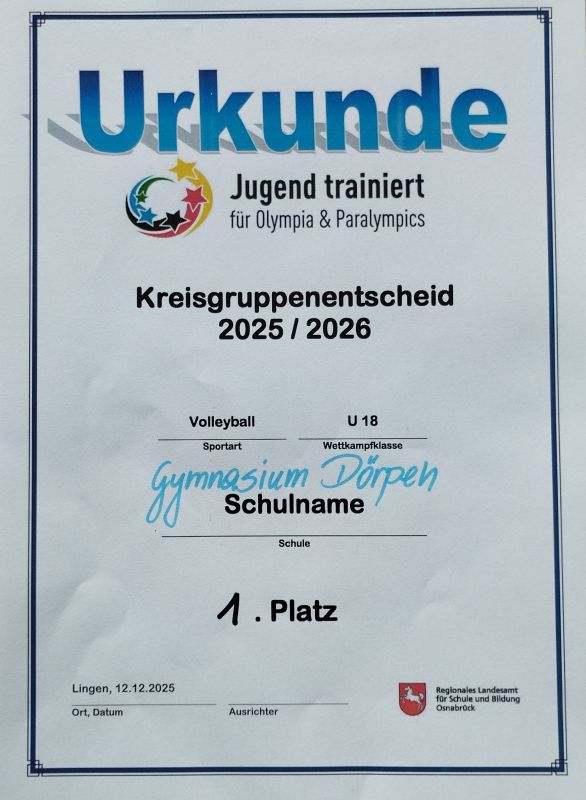 Urkunde
Jugend trainiert
für Olympia & Paralympics
Kreisgruppenentscheid
2025 / 2026
Volleyball U 18
Sportart Wettkampfklasse
Gymnasium Dörpen
Schulname
Schule
1 . Platz
Lingen, 12.12.2025
Ort, Datum Ausrichter
Regionales Landesamt
für Schule und Bildung
Osnabrück